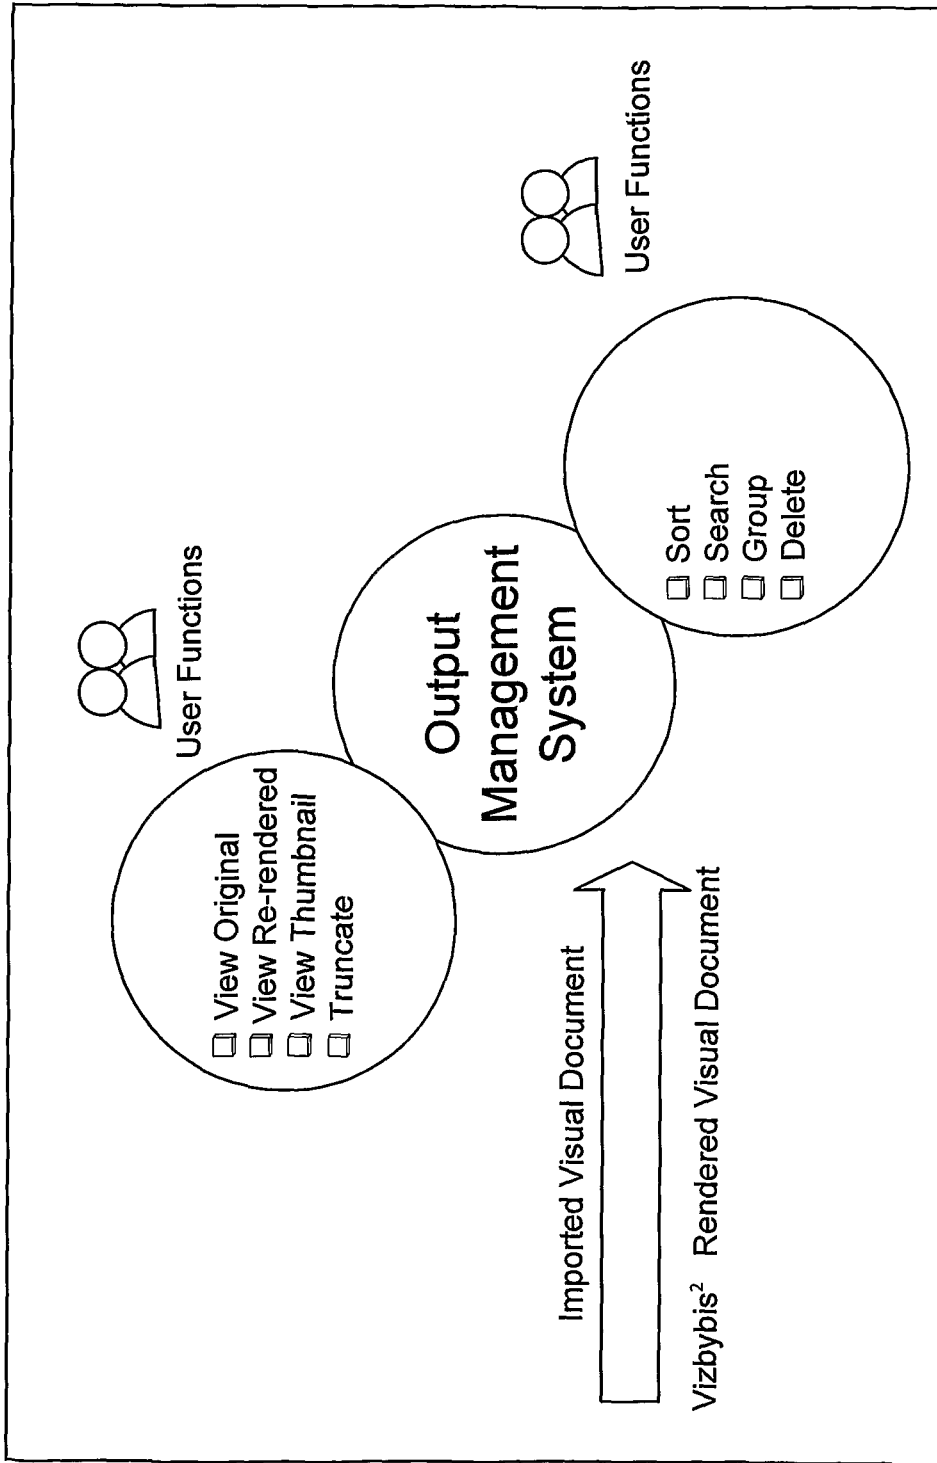 View Original
View Re-rendered
View Thumbnail
Truncate
User Functions
Output
Management
System
Imported Visual Document
Vizbybis² Rendered Visual Document
Sort
Search
Group
Delete
User Functions